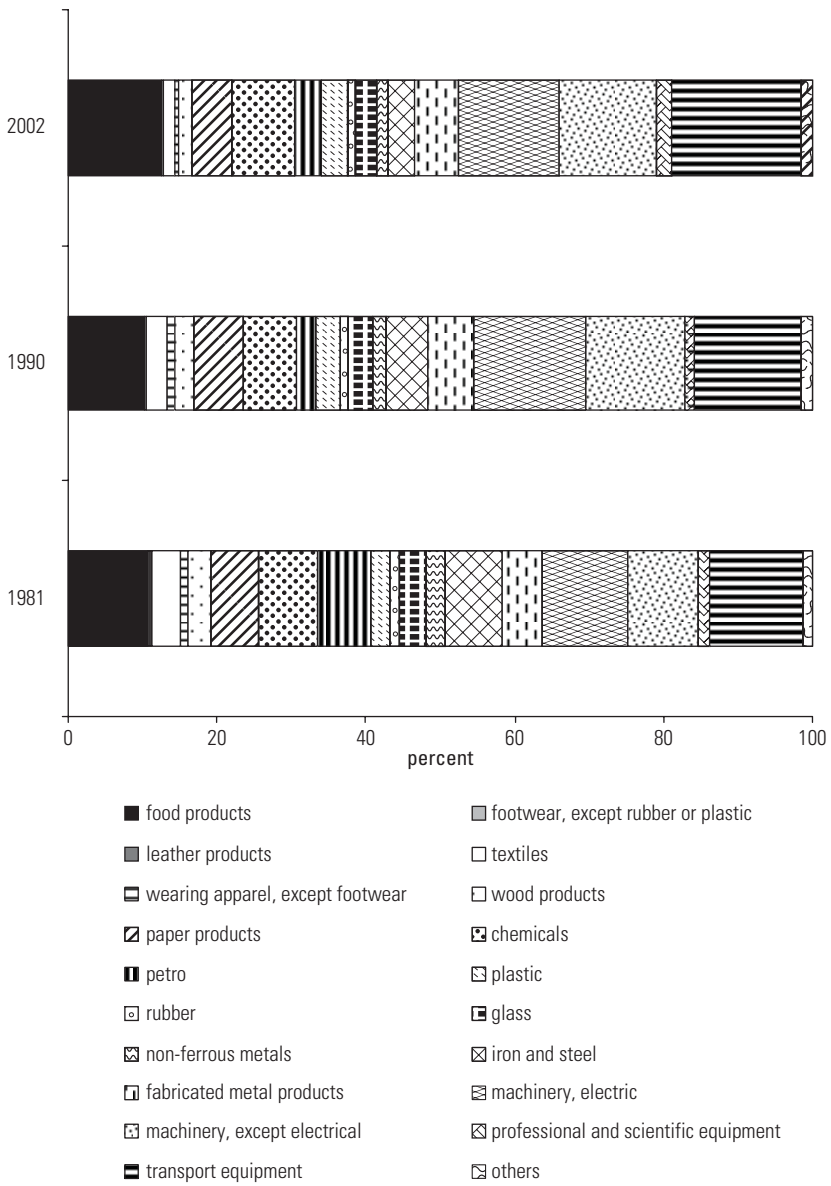 2002
1990
1981
0 20 40 60 80 100
percent
food products footwear, except rubber or plastic
leather products textiles
wearing apparel, except footwear wood products
paper products chemicals
petro plastic
rubber glass
non-ferrous metals iron and steel
fabricated metal products machinery, electric
machinery, except electrical professional and scientific equipment
transport equipment others